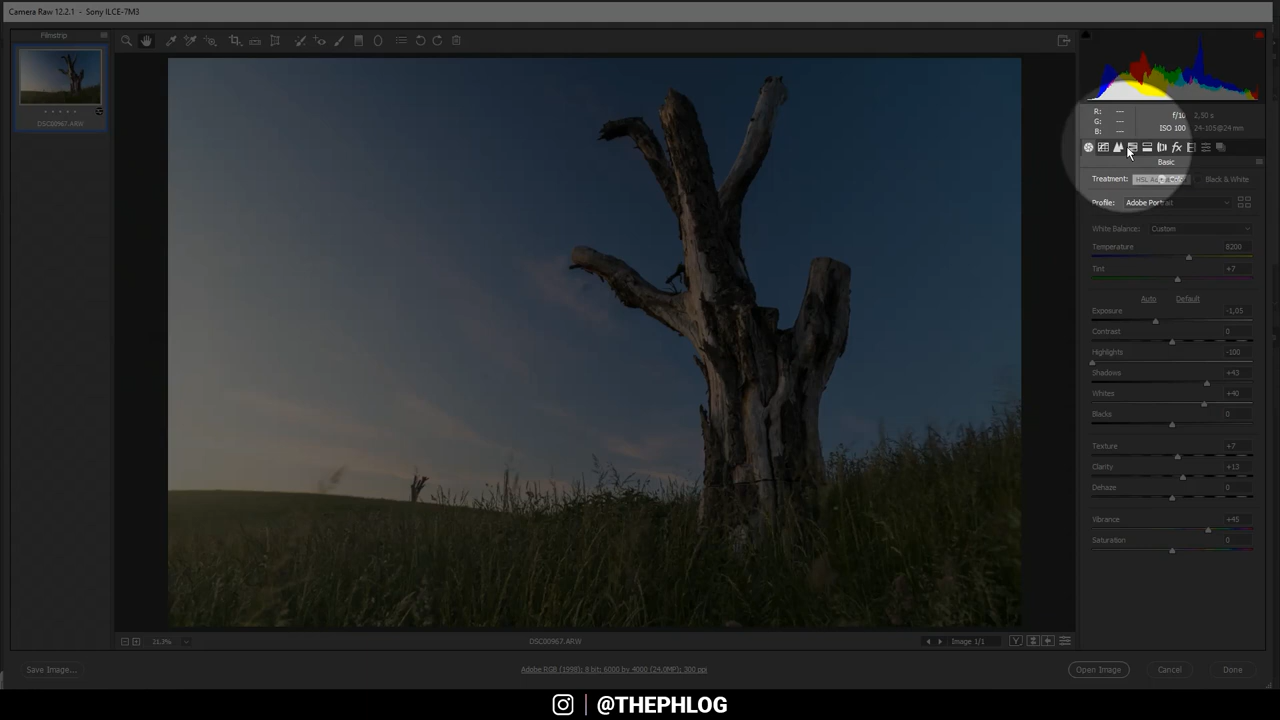 Camera Raw 12.2.1 - Sony ILCE-7M3
Filmstrip
DSC00967.ARW
R: ---
G: ---
B: ---
f/10 2,50 s
ISO 100 24-105@24 mm
fx
Basic
Treatment: Black & White
Profile: Adobe Portrait
White Balance: Custom
Temperature 8200
Tint +7
Auto Default
Exposure -1,05
Contrast 0
Highlights -100
Shadows +43
Whites +40
Blacks 0
Texture +7
Clarity +13
Dehaze 0
Vibrance +45
Saturation 0
21.3% DSC00967.ARW Image 1/1 Y
Save Image... Adobe RGB (1998); 8 bit; 6000 by 4000 (24.0MP); 300 ppi Open Image Cancel Done
@THEPHLOG